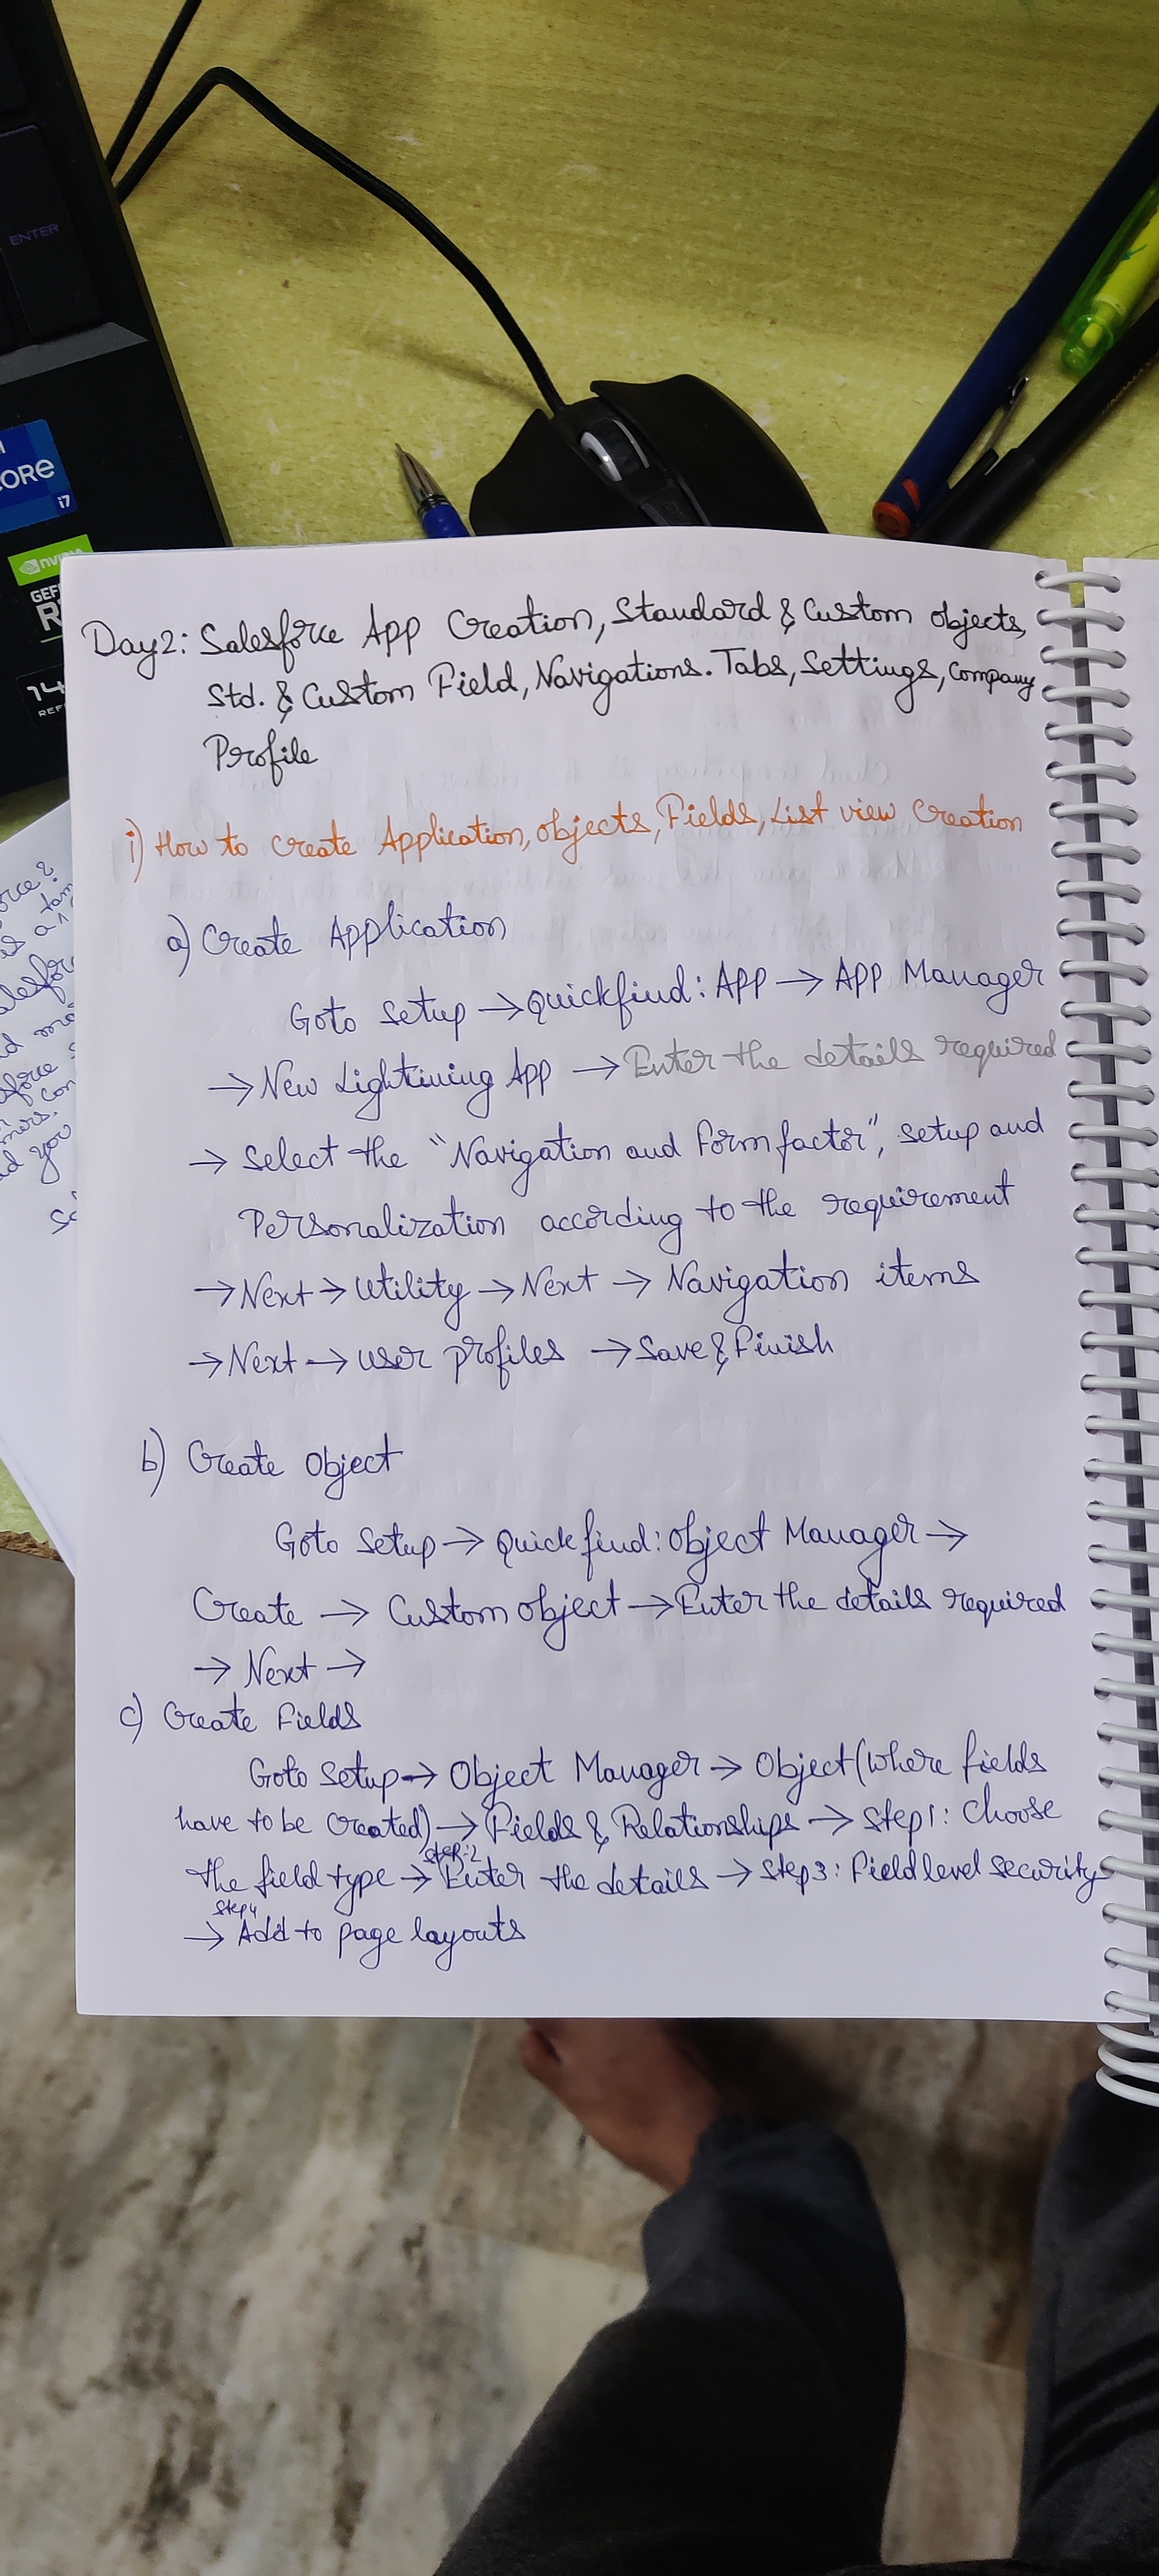 ENTER
CORE
i7
Day2: Salesforce App Creation, Standard & Custom objects,
Std. & Custom Field, Navigations. Tabs, Settings, Company
Profile
i) How to create Application, objects, Fields, List view Creation
a) Create Application
Goto Setup → Quickfind: App → App Manager
→ New Lightining App → Enter the details required
→ Select the "Navigation and Form factor", setup and
Personalization according to the requirement
→ Next → Utility → Next → Navigation items
→ Next → user profiles → Save & Finish
b) Create Object
Goto Setup → Quick find: Object Manager →
Create → Custom object → Enter the details required
→ Next →
c) Create Fields
Goto Setup → Object Manager → Object (Where fields
have to be created) → Fields & Relationships → Step1: Choose
the field type → Step:2 Enter the details → Step3: Field level security
→ Step4 Add to page layouts